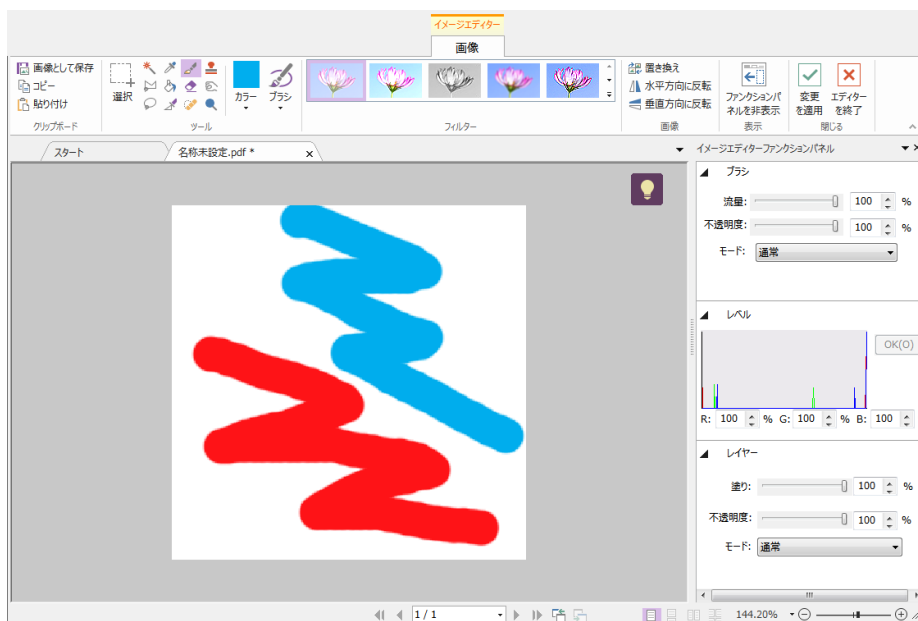 イメージエディター
画像
画像として保存
コピー
貼り付け
クリップボード
選択
ツール
カラー
ブラシ
フィルター
置き換え
水平方向に反転
垂直方向に反転
画像
ファンクションパ
ネルを非表示
表示
変更
を適用
エディター
を終了
閉じる
スタート
名称未設定.pdf *
イメージエディターファンクションパネル
ブラシ
流量: 100 %
不透明度: 100 %
モード: 通常
レベル
OK(O)
R: 100 % G: 100 % B: 100
レイヤー
塗り: 100 %
不透明度: 100 %
モード: 通常
1 / 1
144.20%